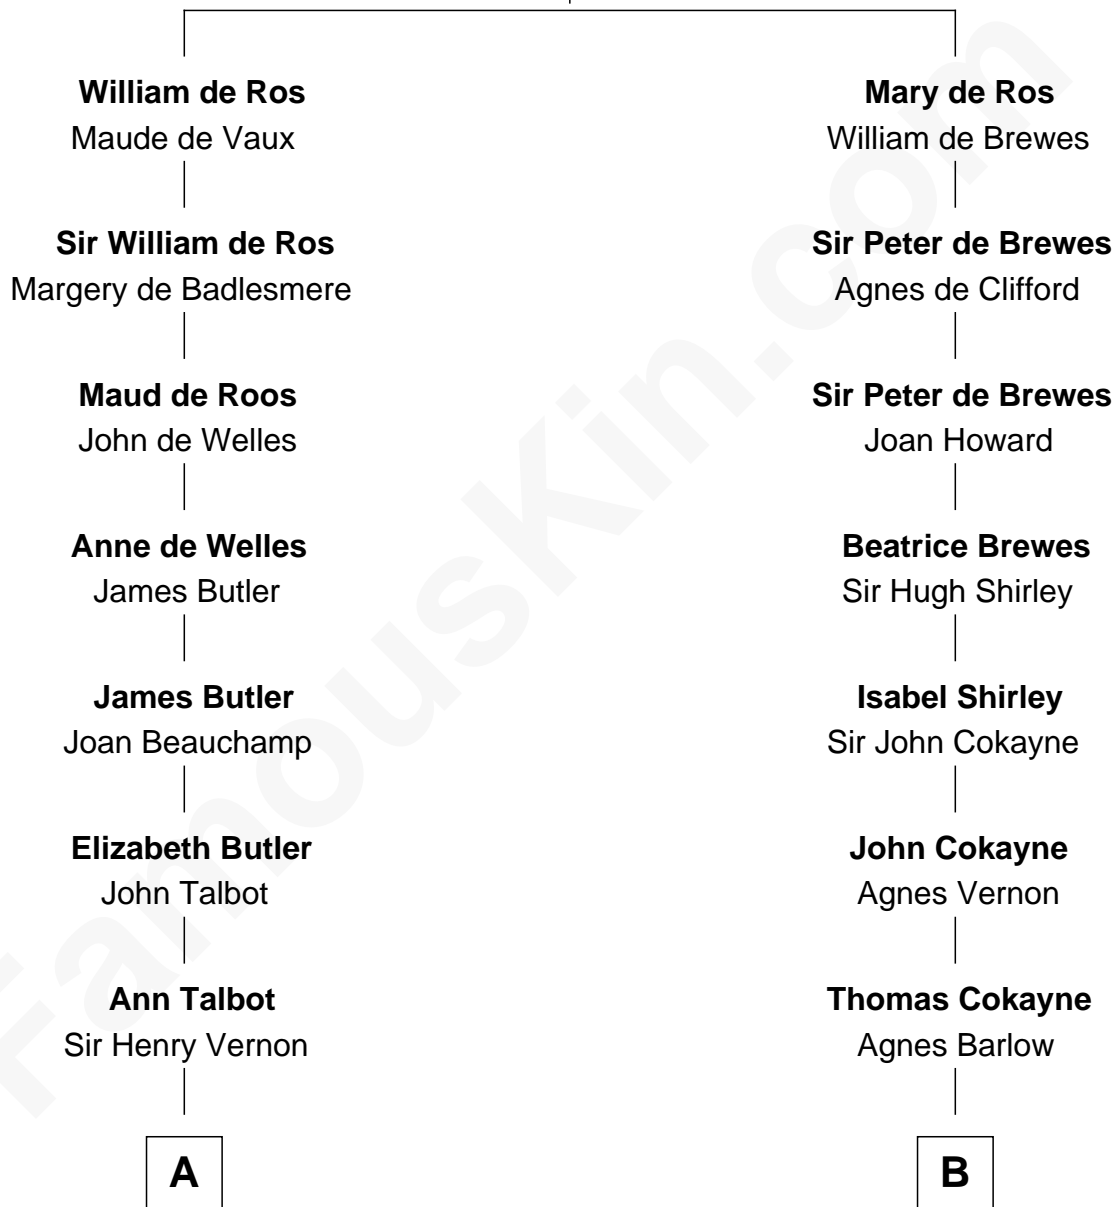 William de Ros
Maude de Vaux
Sir William de Ros
Margery de Badlesmere
Maud de Roos
John de Welles
Anne de Welles
James Butler
James Butler
Joan Beauchamp
Elizabeth Butler
John Talbot
Ann Talbot
Sir Henry Vernon
A
Mary de Ros
William de Brewes
Sir Peter de Brewes
Agnes de Clifford
Sir Peter de Brewes
Joan Howard
Beatrice Brewes
Sir Hugh Shirley
Isabel Shirley
Sir John Cokayne
John Cokayne
Agnes Vernon
Thomas Cokayne
Agnes Barlow
B
FamousKin.com